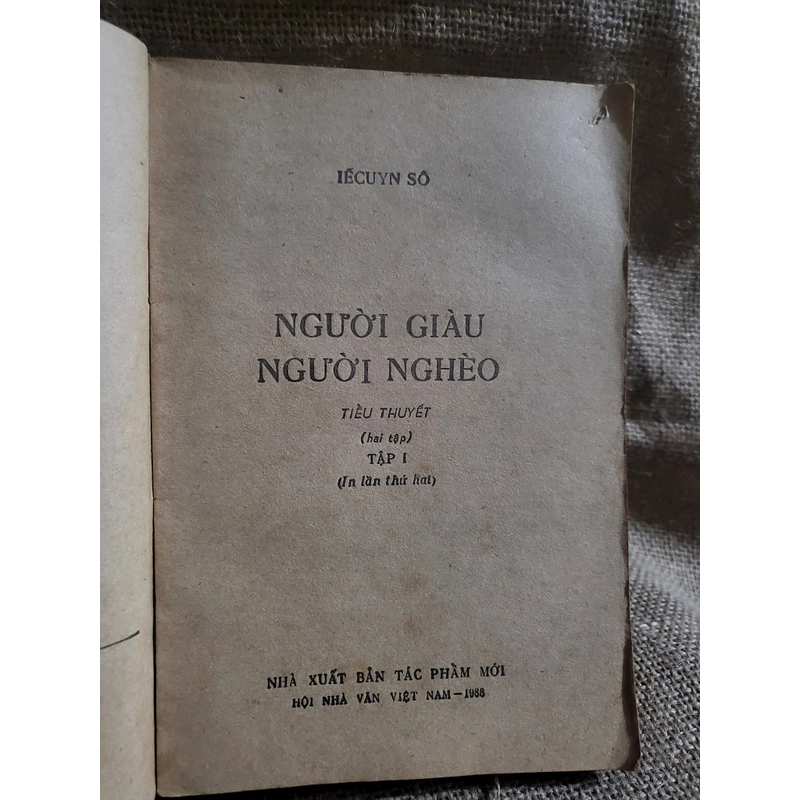 IẾCUYN SÔ
NGƯỜI GIÀU
NGƯỜI NGHÈO
TIỂU THUYẾT
(hai tập)
TẬP I
(In lần thứ hai)
NHÀ XUẤT BẢN TÁC PHẨM MỚI
HỘI NHÀ VĂN VIỆT NAM — 1988